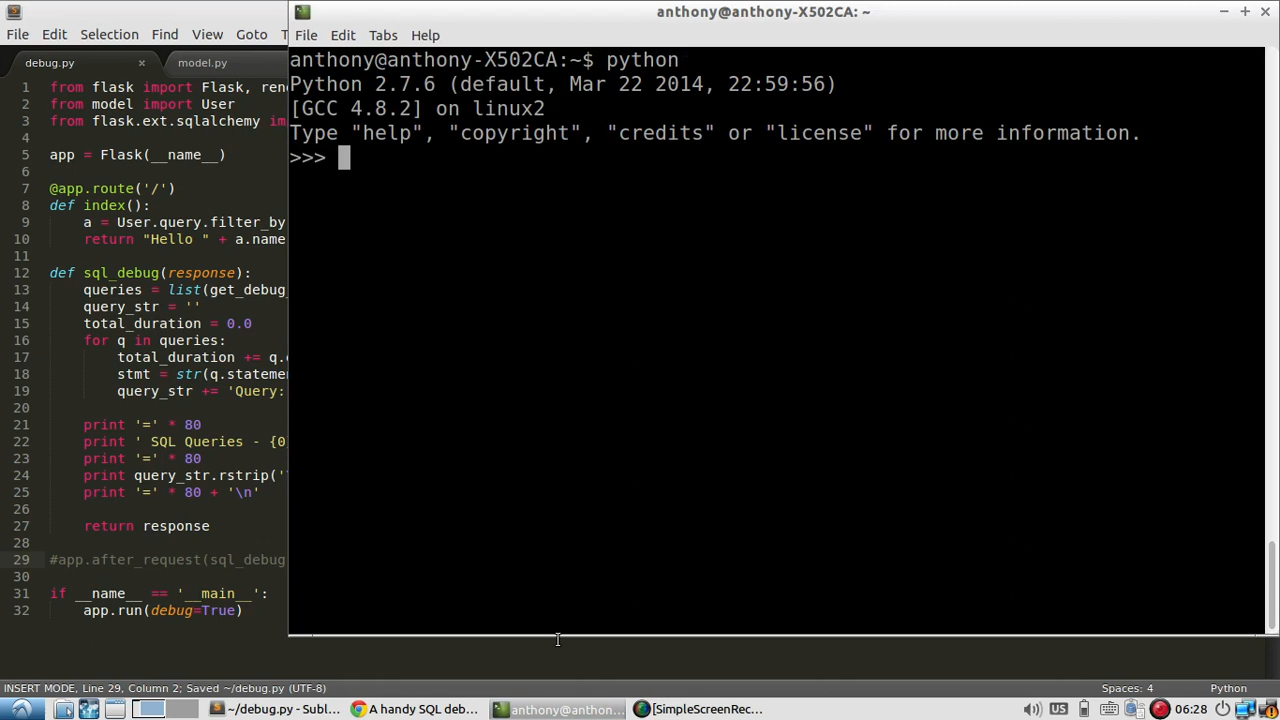 anthony@anthony-X502CA: ~
File Edit Selection Find View Goto
File Edit Tabs Help
debug.py × model.py
1 from flask import Flask,
2 from model import User
3 from flask.ext.sqlalchemy
4
5 app = Flask(__name__)
6
7 @app.route('/')
8 def index():
9 a = User.query.filter_by
10 return "Hello " + a.name
11
12 def sql_debug(response):
13 queries = list(get_debug_
14 query_str = ''
15 total_duration = 0.0
16 for q in queries:
17 total_duration += q.
18 stmt = str(q.stateme
19 query_str += 'Query:
20
21 print '=' * 80
22 print ' SQL Queries - {0
23 print '=' * 80
24 print query_str.rstrip('
25 print '=' * 80 + '\n'
26
27 return response
28
29 #app.after_request(sql_debug
30
31 if __name__ == '__main__':
32 app.run(debug=True)
anthony@anthony-X502CA:~$ python
Python 2.7.6 (default, Mar 22 2014, 22:59:56)
[GCC 4.8.2] on linux2
Type "help", "copyright", "credits" or "license" for more information.
>>>
INSERT MODE, Line 29, Column 2; Saved ~/debug.py (UTF-8) Spaces: 4 Python
~/debug.py - Subl... A handy SQL deb... anthony@anthon... [SimpleScreenRec... US 06:28